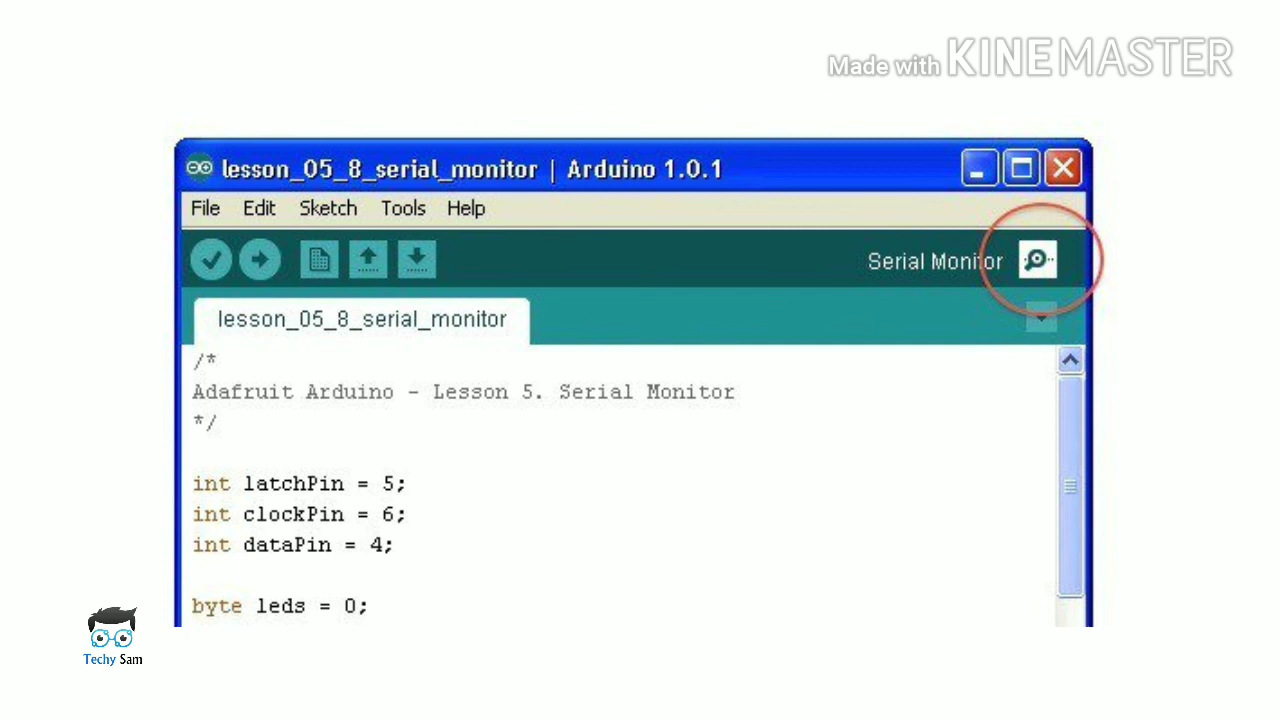 Made with KINEMASTER
lesson_05_8_serial_monitor | Arduino 1.0.1
File Edit Sketch Tools Help
Serial Monitor
lesson_05_8_serial_monitor
/*
Adafruit Arduino - Lesson 5. Serial Monitor
*/
int latchPin = 5;
int clockPin = 6;
int dataPin = 4;
byte leds = 0;
Techy Sam